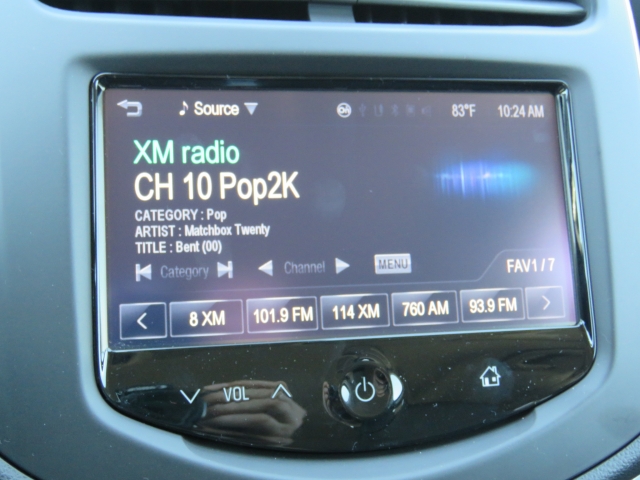 Source 83°F 10:24 AM
XM radio
CH 10 Pop2K
CATEGORY : Pop
ARTIST : Matchbox Twenty
TITLE : Bent (00)
Category Channel MENU FAV1 / 7
8 XM 101.9 FM 114 XM 760 AM 93.9 FM
VOL